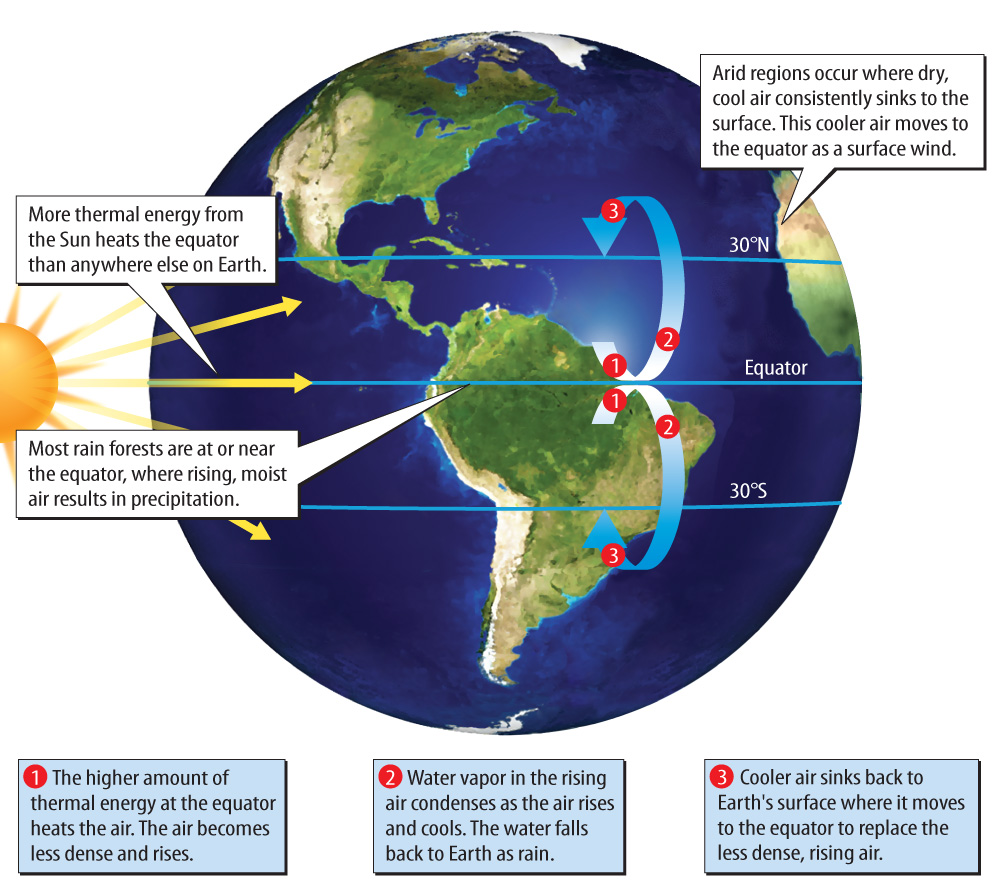 Arid regions occur where dry,
cool air consistently sinks to the
surface. This cooler air moves to
the equator as a surface wind.
More thermal energy from
the Sun heats the equator
than anywhere else on Earth.
3
30°N
2
1
Equator
1
2
Most rain forests are at or near
the equator, where rising, moist
air results in precipitation.
30°S
3
1 The higher amount of
thermal energy at the equator
heats the air. The air becomes
less dense and rises.
2 Water vapor in the rising
air condenses as the air rises
and cools. The water falls
back to Earth as rain.
3 Cooler air sinks back to
Earth's surface where it moves
to the equator to replace the
less dense, rising air.